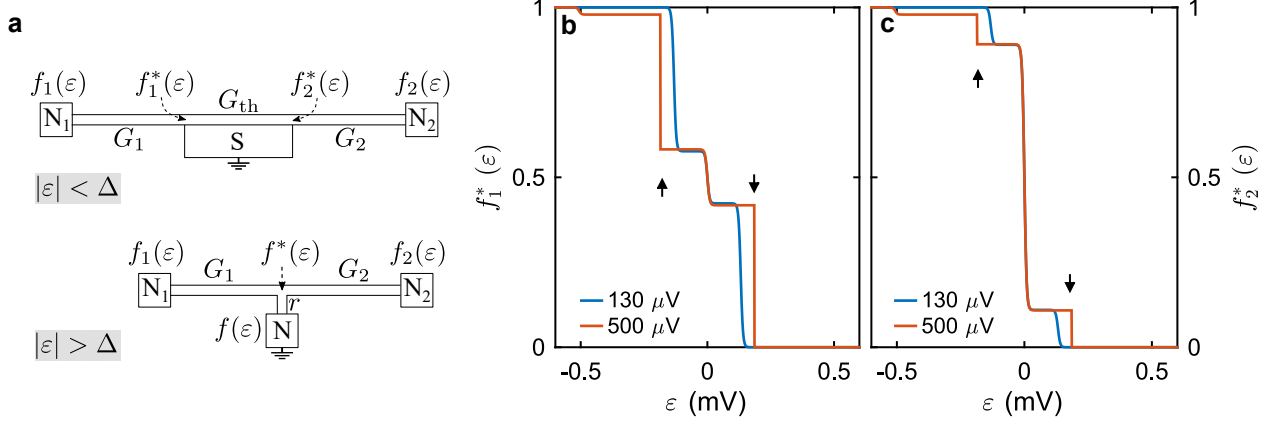 a
f₁(ε) f₁*(ε) f₂*(ε) f₂(ε)
G_th
N₁ N₂
G₁ S G₂
|ε| < Δ
f₁(ε) f*(ε) f₂(ε)
G₁ G₂
N₁ N₂
r
f(ε) N
|ε| > Δ
b
1
0.5
0
f₁* (ε)
130 μV
500 μV
-0.5 0 0.5
ε (mV)
c
130 μV
500 μV
-0.5 0 0.5
ε (mV)
1
0.5
0
f₂* (ε)